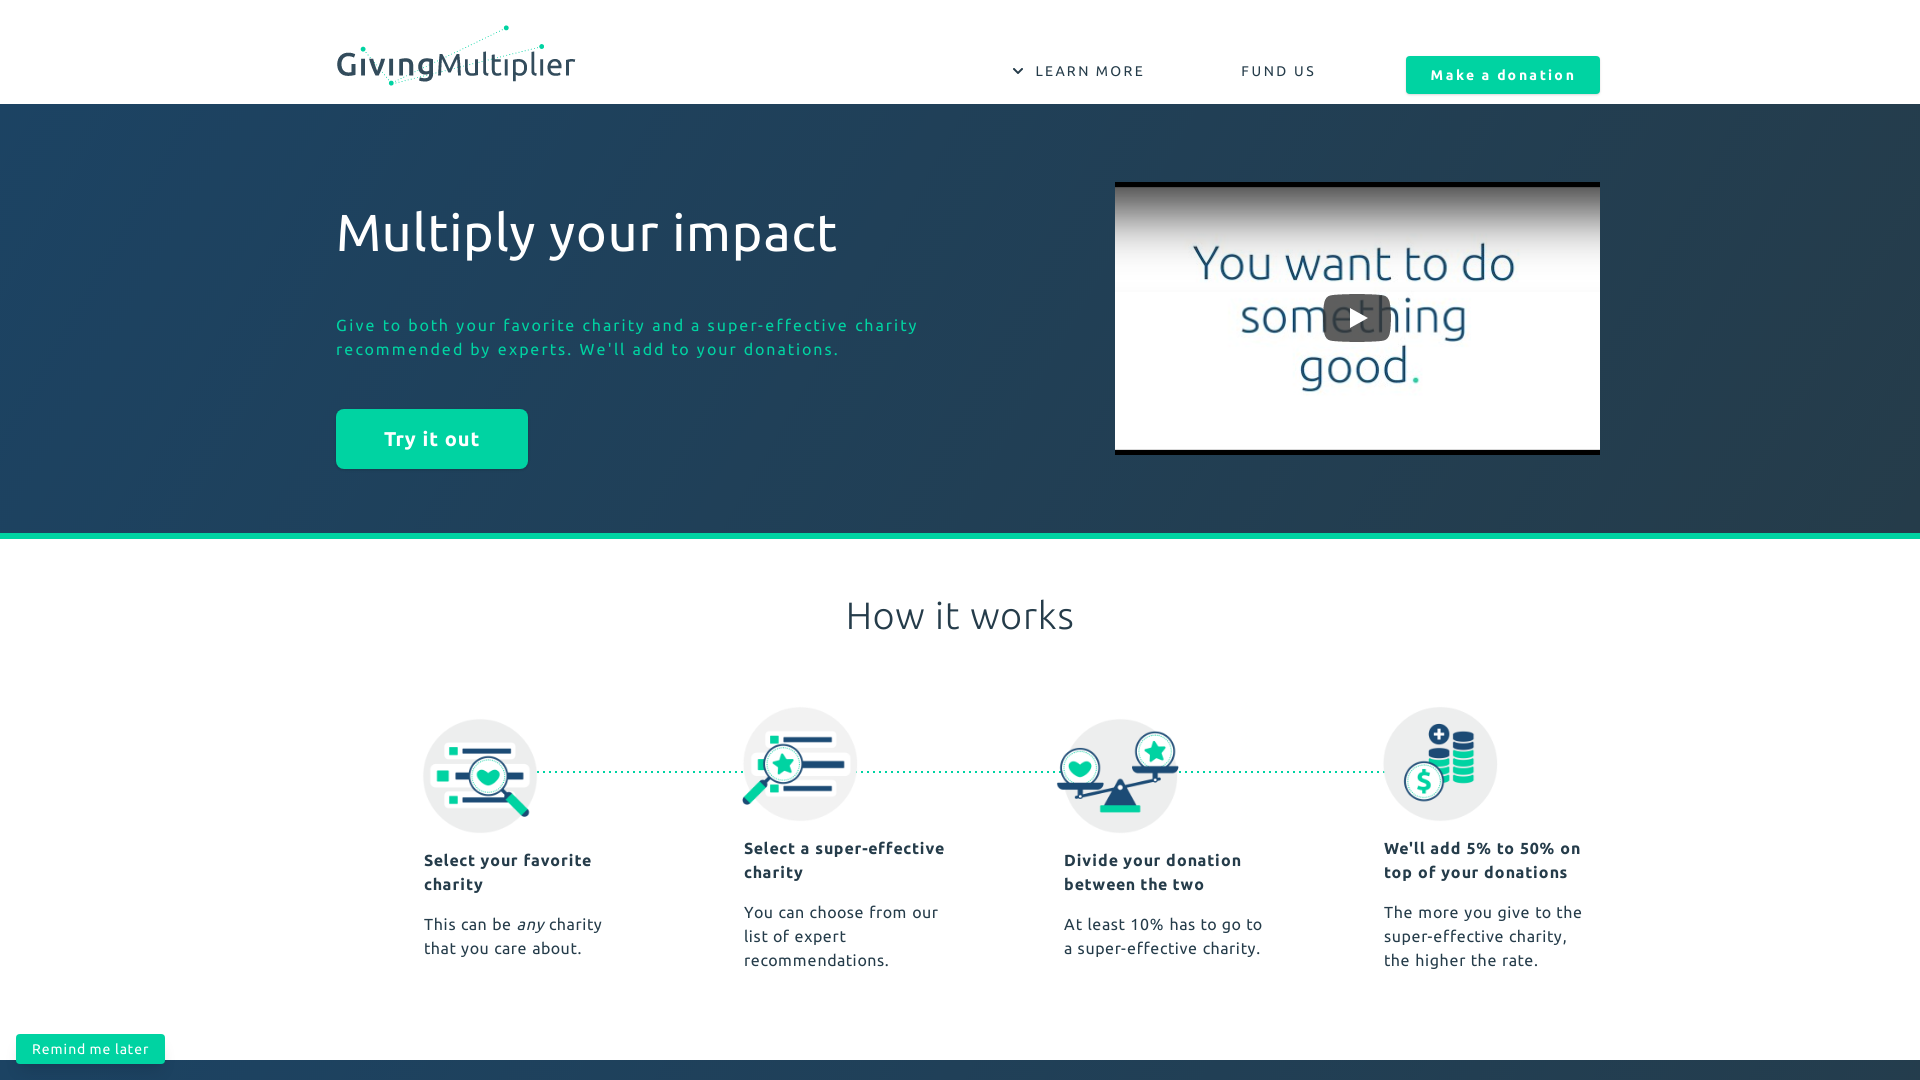 GivingMultiplier
LEARN MORE
FUND US
Make a donation
Multiply your impact
Give to both your favorite charity and a super-effective charity
recommended by experts. We'll add to your donations.
Try it out
You want to do
something
good.
How it works
Select your favorite
charity
This can be any charity
that you care about.
Select a super-effective
charity
You can choose from our
list of expert
recommendations.
Divide your donation
between the two
At least 10% has to go to
a super-effective charity.
We'll add 5% to 50% on
top of your donations
The more you give to the
super-effective charity,
the higher the rate.
Remind me later